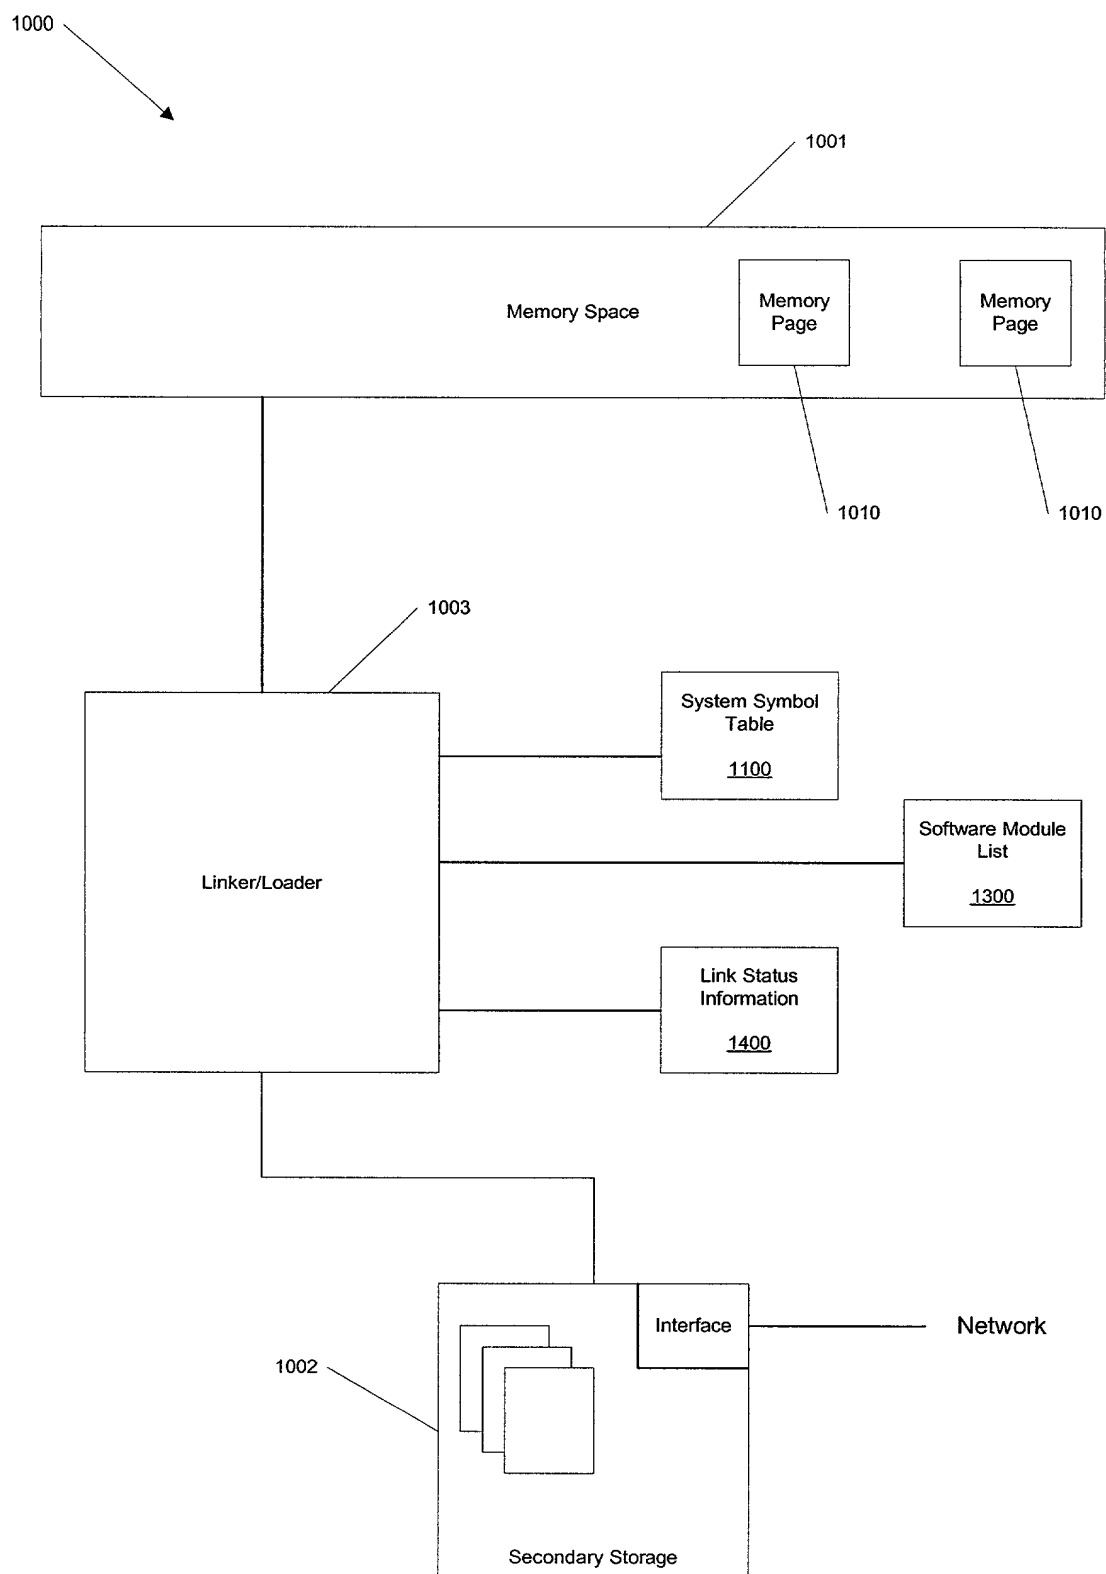 1000
1001
Memory Space
Memory
Page
Memory
Page
1010
1010
1003
System Symbol
Table
1100
Software Module
List
1300
Linker/Loader
Link Status
Information
1400
Interface
Network
1002
Secondary Storage